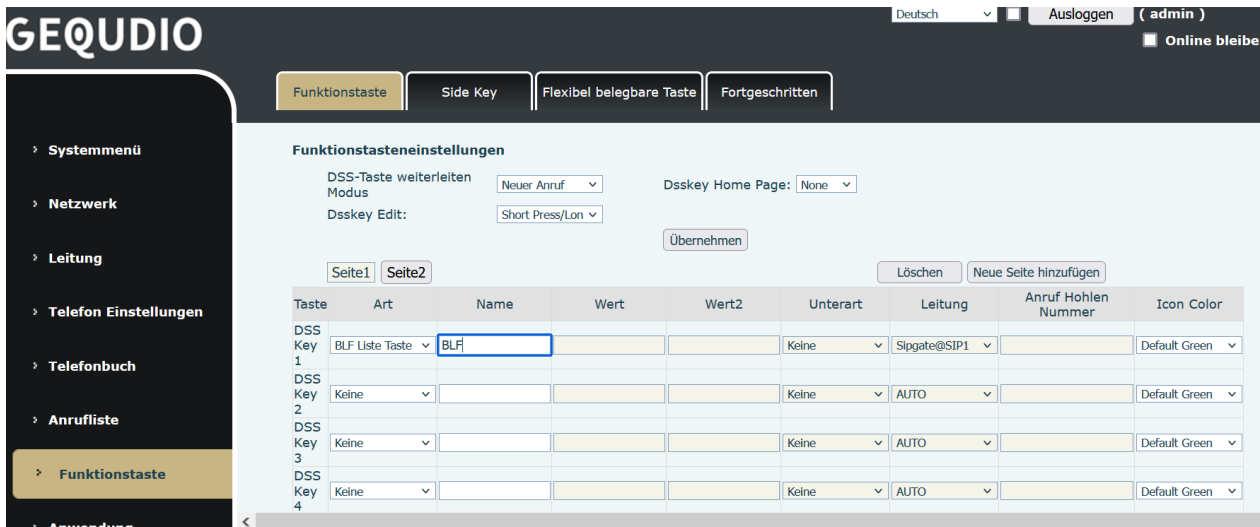 GEQUDIO
Deutsch
Ausloggen
( admin )
Online bleibe
Funktionstaste
Side Key
Flexibel belegbare Taste
Fortgeschritten
Systemmenü
Netzwerk
Leitung
Telefon Einstellungen
Telefonbuch
Anrufliste
Funktionstaste
Funktionstasteneinstellungen
DSS-Taste weiterleiten
Modus
Neuer Anruf
Dsskey Home Page: None
Dsskey Edit: Short Press/Lon
Übernehmen
Seite1 Seite2 Löschen Neue Seite hinzufügen
Taste Art Name Wert Wert2 Unterart Leitung Anruf Hohlen Nummer Icon Color
DSS
Key
1
BLF Liste Taste BLF Keine Sipgate@SIP1 Default Green
DSS
Key
2
Keine Keine AUTO Default Green
DSS
Key
3
Keine Keine AUTO Default Green
DSS
Key
4
Keine Keine AUTO Default Green